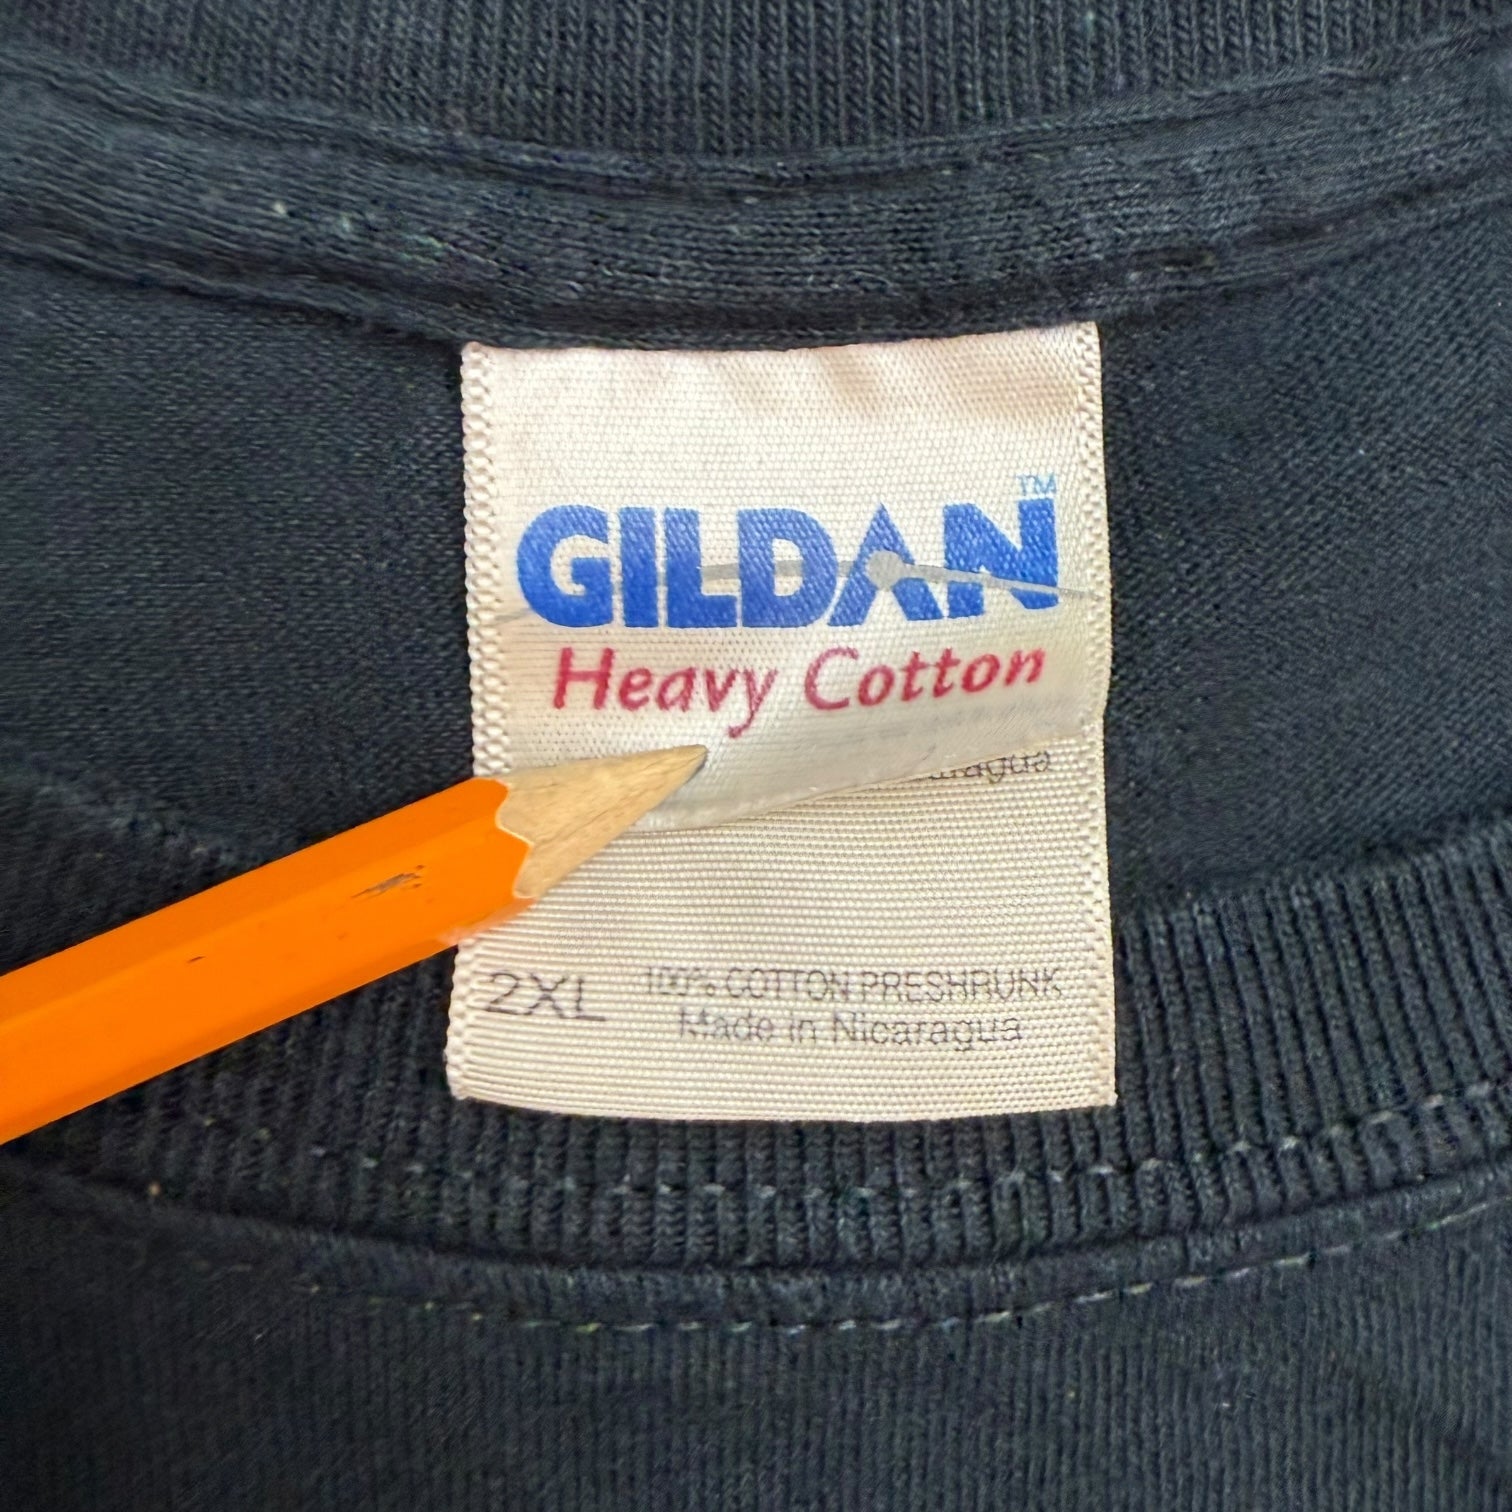 GILDAN™
Heavy Cotton
2XL 100% COTTON PRESHRUNK
Made in Nicaragua